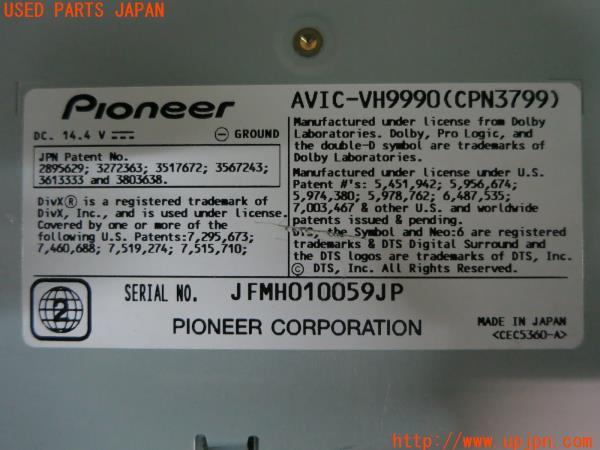 USED PARTS JAPAN
Pioneer
DC. 14.4 V
GROUND
JPN Patent No.
2895629; 3272363; 3517672; 3567243;
3613333 and 3803638.
DivX® is a registered trademark of
DivX, Inc., and is used under license.
Covered by one or more of the
following U.S. Patents:7,295,673;
7,460,688; 7,519,274; 7,515,710;
AVIC-VH9990(CPN3799)
Manufactured under license from Dolby
Laboratories. Dolby, Pro Logic, and
the double-D symbol are trademarks of
Dolby Laboratories.
Manufactured under license under U.S.
Patent #'s: 5,451,942; 5,956,674;
5,974,380; 5,978,762; 6,487,535;
7,003,467 & other U.S. and worldwide
patents issued & pending.
DTS, the Symbol and Neo:6 are registered
trademarks & DTS Digital Surround and
the DTS logos are trademarks of DTS, Inc.
© DTS, Inc. All Rights Reserved.
2
SERIAL NO. JFMH010059JP
PIONEER CORPORATION
MADE IN JAPAN
<CEC5360-A>
http://www.upjpn.com/